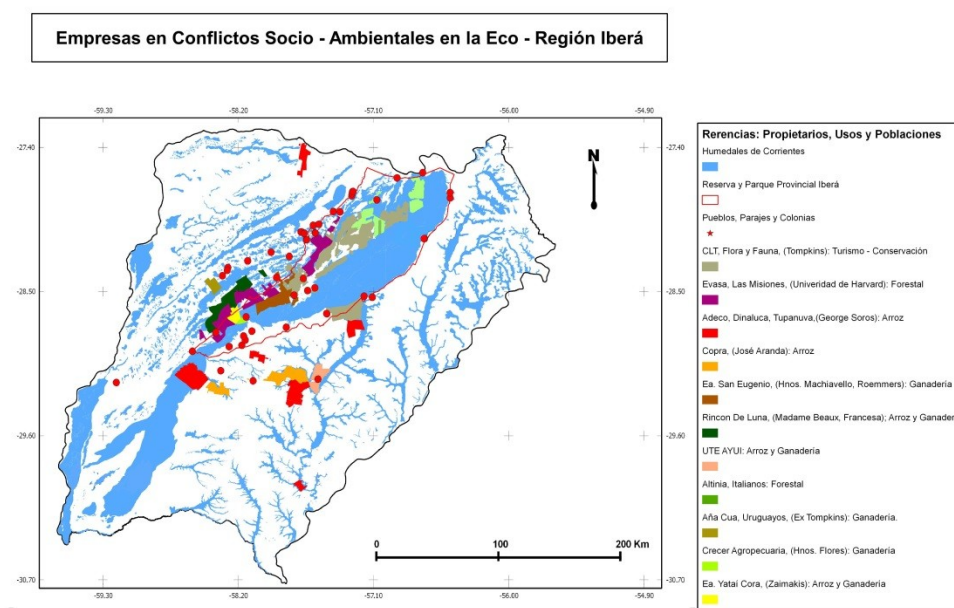 Empresas en Conflictos Socio - Ambientales en la Eco - Región Iberá
-59.30 -58.20 -57.10 -56.00 -54.90
-27.40 -27.40
N
-28.50 -28.50
-29.60 -29.60
0 100 200 Km
-30.70 -30.70
-59.30 -58.20 -57.10 -56.00 -54.90
Rerencias: Propietarios, Usos y Poblaciones
Humedales de Corrientes
Reserva y Parque Provincial Iberá
Pueblos, Parajes y Colonias
CLT, Flora y Fauna, (Tompkins): Turismo - Conservación
Evasa, Las Misiones, (Univeridad de Harvard): Forestal
Adeco, Dinaluca, Tupanuva,(George Soros): Arroz
Copra, (José Aranda): Arroz
Ea. San Eugenio, (Hnos. Machiavello, Roemmers): Ganadería
Rincon De Luna, (Madame Beaux, Francesa); Arroz y Ganader
UTE AYUI: Arroz y Ganadería
Altinia, Italianos: Forestal
Aña Cua, Uruguayos, (Ex Tompkins): Ganadería.
Crecer Agropecuaria, (Hnos. Flores): Ganadería
Ea. Yataí Cora, (Zaimakis): Arroz y Ganadería